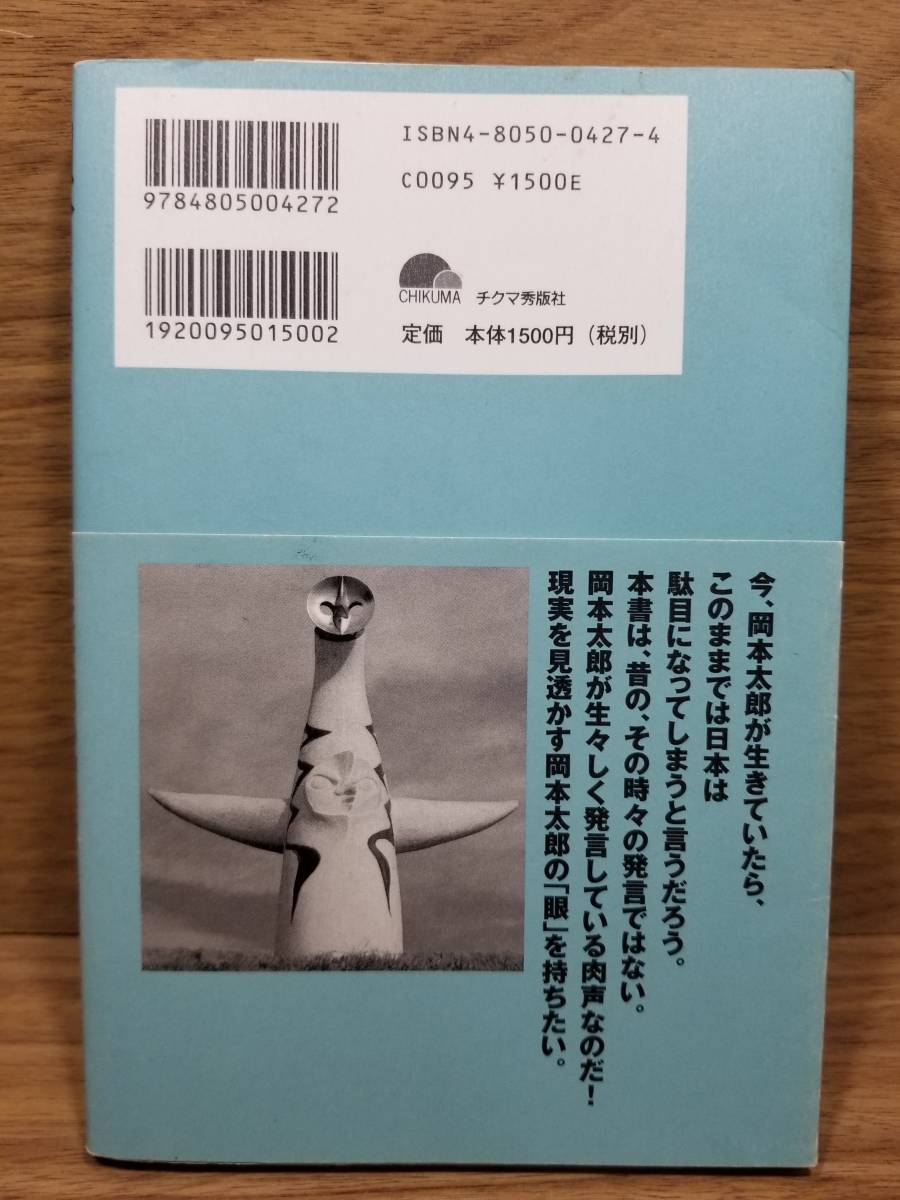 ISBN4-8050-0427-4
C0095 ¥1500E
9784805004272
CHIKUMA チクマ秀版社
1920095015002
定価 本体1500円(税別)
今、岡本太郎が生きていたら、
このままでは日本は
駄目になってしまうと言うだろう。
本書は、昔の、その時々の発言ではない。
岡本太郎が生々しく発言している肉声なのだ!
現実を見透かす岡本太郎の「眼」を持ちたい。